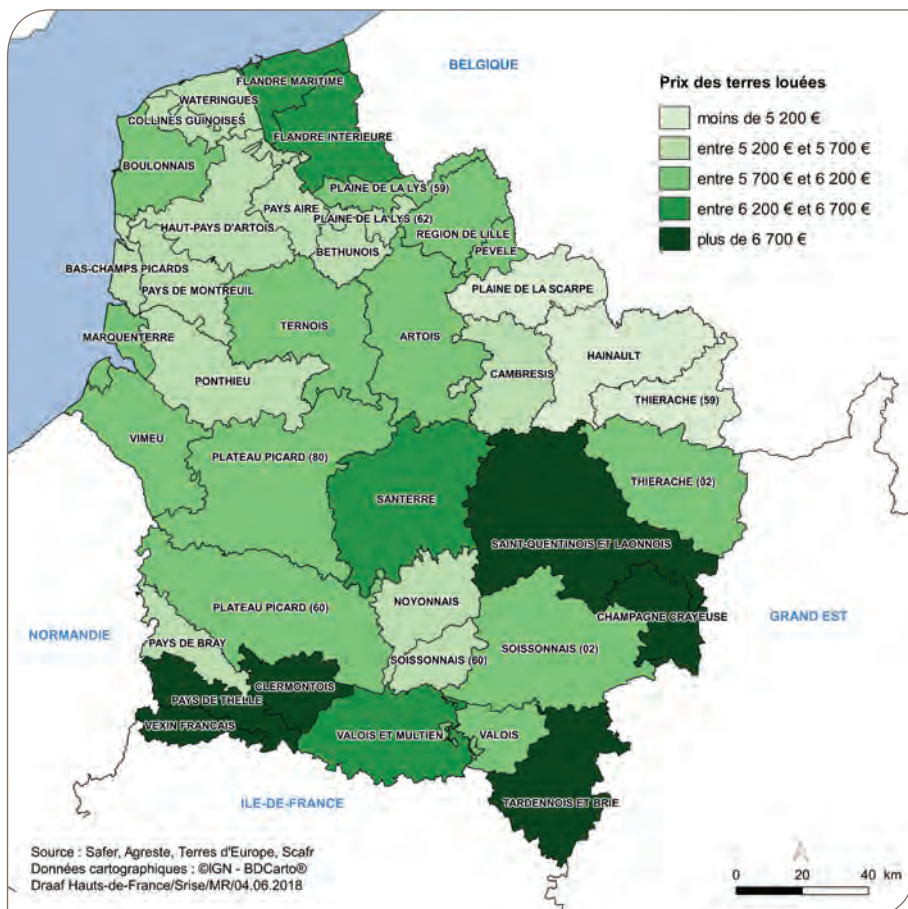 BELGIQUE
Prix des terres louées
moins de 5 200 €
entre 5 200 € et 5 700 €
entre 5 700 € et 6 200 €
entre 6 200 € et 6 700 €
plus de 6 700 €
FLANDRE MARITIME
WATERINGUES
COLLINES GUINOISES
FLANDRE INTERIEURE
BOULONNAIS
PLAINE DE LA LYS (59)
PAYS AIRE
PLAINE DE LA LYS (62)
HAUT-PAYS D'ARTOIS
REGION DE LILLE
BETHUNOIS
PEVELE
BAS-CHAMPS PICARDS
PAYS DE MONTREUIL
PLAINE DE LA SCARPE
TERNOIS
MARQUENTERRE
ARTOIS
HAINAULT
PONTHIEU
CAMBRESIS
THIERACHE (59)
VIMEU
PLATEAU PICARD (80)
THIERACHE (02)
SANTERRE
SAINT-QUENTINOIS ET LAONNOIS
NOYONNAIS
PLATEAU PICARD (60)
CHAMPAGNE CRAYEUSE
GRAND EST
NORMANDIE
PAYS DE BRAY
SOISSONNAIS (02)
SOISSONNAIS (60)
CLERMONTOIS
PAYS DE THELLE
VEXIN FRANCAIS
VALOIS ET MULTIEN
VALOIS
ILE-DE-FRANCE
TARDENNOIS ET BRIE
Source : Safer, Agreste, Terres d'Europe, Scafr
Données cartographiques : ©IGN - BDCarto®
Draaf Hauts-de-France/Srise/MR/04.06.2018
0 20 40 km